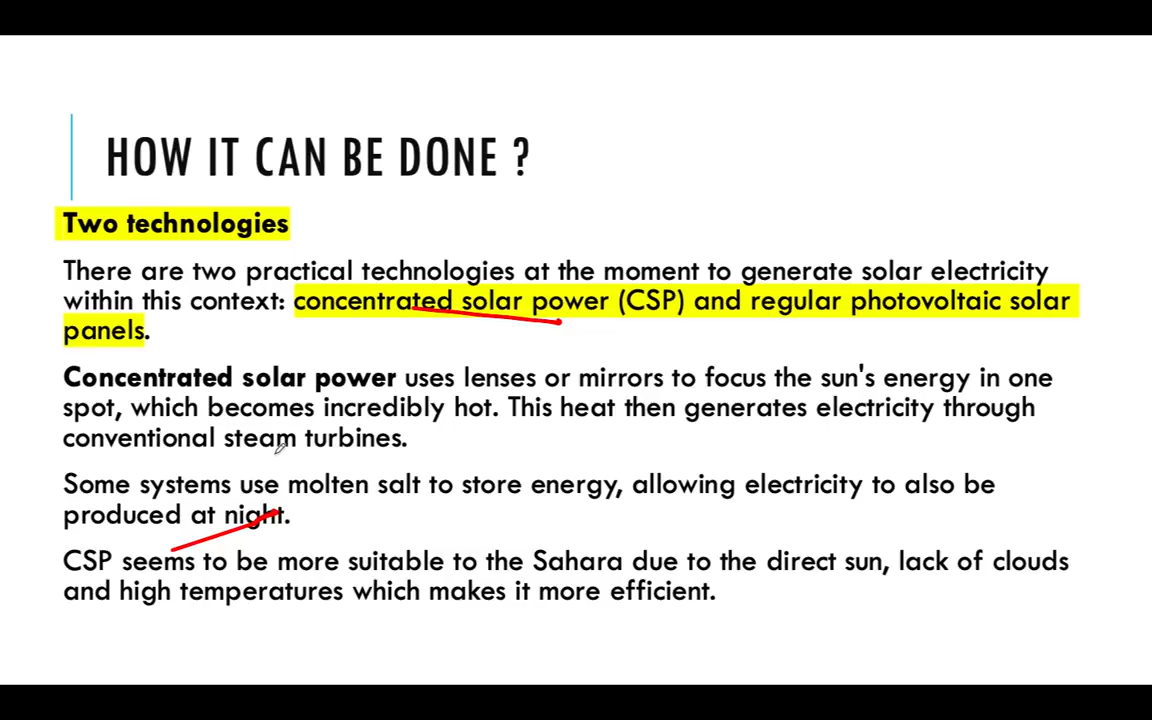 HOW IT CAN BE DONE ?
Two technologies
There are two practical technologies at the moment to generate solar electricity
within this context: concentrated solar power (CSP) and regular photovoltaic solar
panels.
Concentrated solar power uses lenses or mirrors to focus the sun's energy in one
spot, which becomes incredibly hot. This heat then generates electricity through
conventional steam turbines.
Some systems use molten salt to store energy, allowing electricity to also be
produced at night.
CSP seems to be more suitable to the Sahara due to the direct sun, lack of clouds
and high temperatures which makes it more efficient.